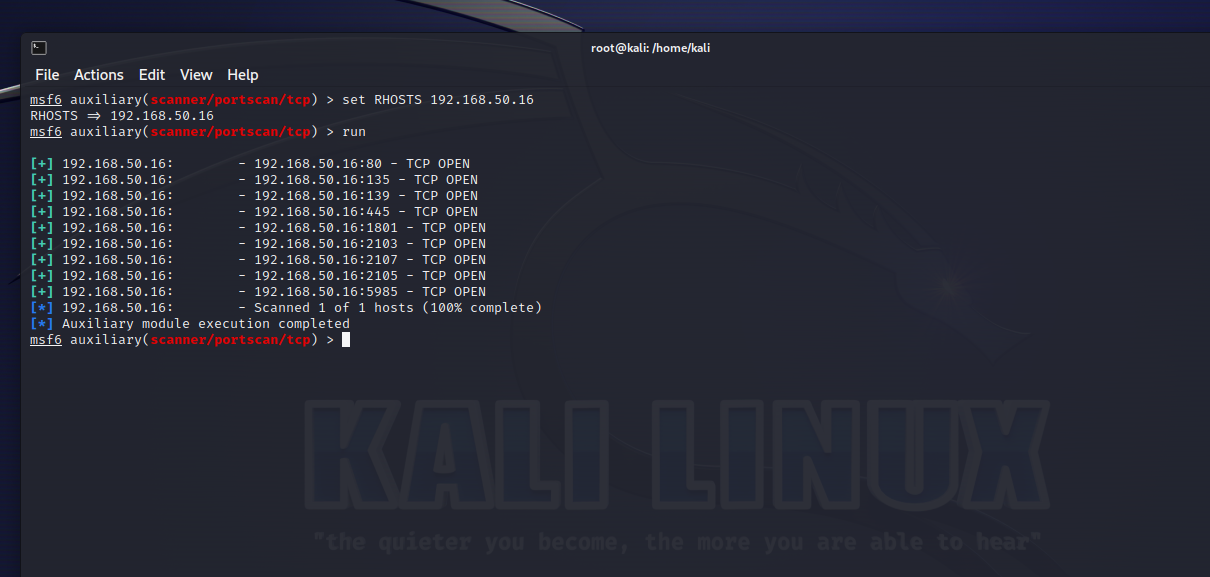 root@kali: /home/kali
File Actions Edit View Help
msf6 auxiliary(scanner/portscan/tcp) > set RHOSTS 192.168.50.16
RHOSTS ⇒ 192.168.50.16
msf6 auxiliary(scanner/portscan/tcp) > run
[+] 192.168.50.16:        - 192.168.50.16:80 - TCP OPEN
[+] 192.168.50.16:        - 192.168.50.16:135 - TCP OPEN
[+] 192.168.50.16:        - 192.168.50.16:139 - TCP OPEN
[+] 192.168.50.16:        - 192.168.50.16:445 - TCP OPEN
[+] 192.168.50.16:        - 192.168.50.16:1801 - TCP OPEN
[+] 192.168.50.16:        - 192.168.50.16:2103 - TCP OPEN
[+] 192.168.50.16:        - 192.168.50.16:2107 - TCP OPEN
[+] 192.168.50.16:        - 192.168.50.16:2105 - TCP OPEN
[+] 192.168.50.16:        - 192.168.50.16:5985 - TCP OPEN
[*] 192.168.50.16:        - Scanned 1 of 1 hosts (100% complete)
[*] Auxiliary module execution completed
msf6 auxiliary(scanner/portscan/tcp) >
KALI LINUX
"the quieter you become, the more you are able to hear"